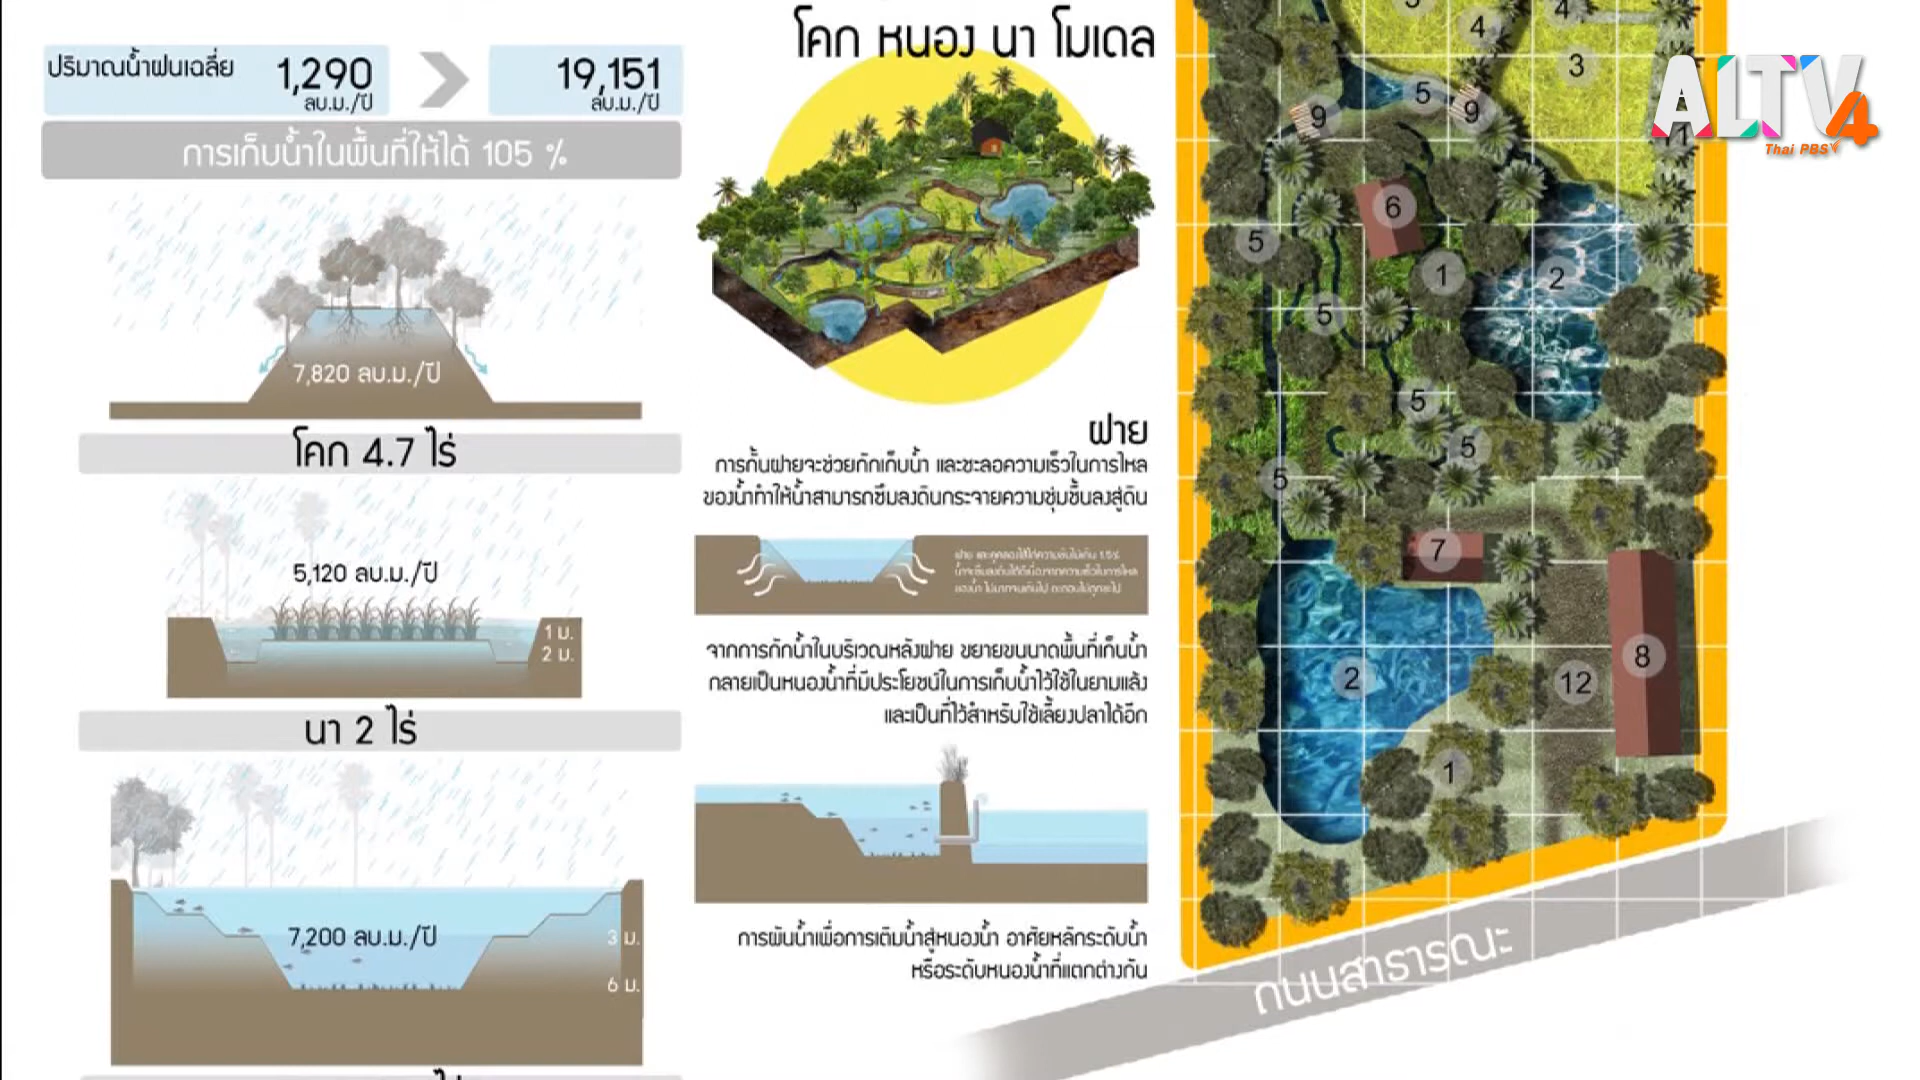 ปริมาณน้ำฝนเฉลี่ย
1,290
ลบ.ม./ปี
19,151
ลบ.ม./ปี
การเก็บน้ำในพื้นที่ให้ได้ 105 %
7,820 ลบ.ม./ปี
โคก 4.7 ไร่
5,120 ลบ.ม./ปี
1 ม.
2 ม.
นา 2 ไร่
7,200 ลบ.ม./ปี
3 ม.
6 ม.
โคก หนอง นา โมเดล
ฝาย
การกั้นฝายจะช่วยกักเก็บน้ำ และชะลอความเร็วในการไหล
ของน้ำทำให้น้ำสามารถซึมลงดินกระจายความชุ่มชื้นลงสู่ดิน
จากการกักน้ำในบริเวณหลังฝาย ขยายขนนาดพื้นที่เก็นน้ำ
กลายเป็นหนองน้ำที่มีประโยชน์ในการเก็บน้ำไว้ใช้ในยามแล้ง
และเป็นที่ไว้สำหรับใช้เลี้ยงปลาได้อีก
การผันน้ำเพื่อการเติมน้ำสู่หนองน้ำ อาศัยหลักระดับน้ำ
หรือระดับหนองน้ำที่แตกต่างกัน
4
4
3
5
9
9
6
5
1
2
5
5
5
5
7
8
2
12
1
ถนนสาธารณะ
ALTV4
Thai PBS